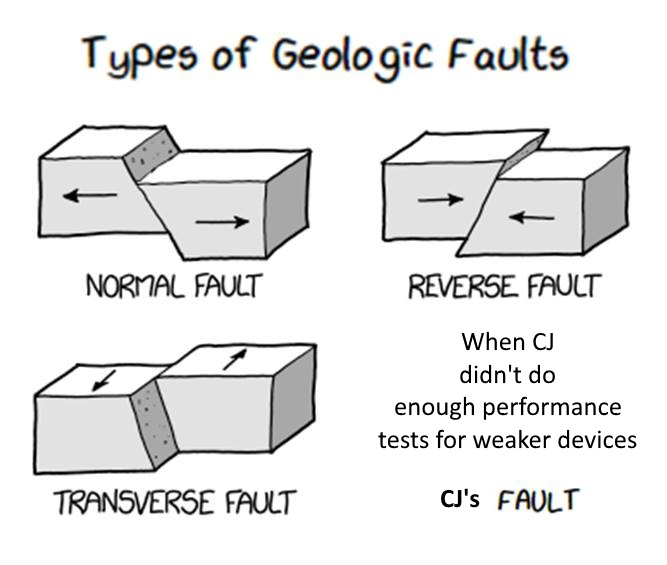 Types of Geologic Faults
NORMAL FAULT
REVERSE FAULT
TRANSVERSE FAULT
When CJ
didn't do
enough performance
tests for weaker devices
CJ's FAULT